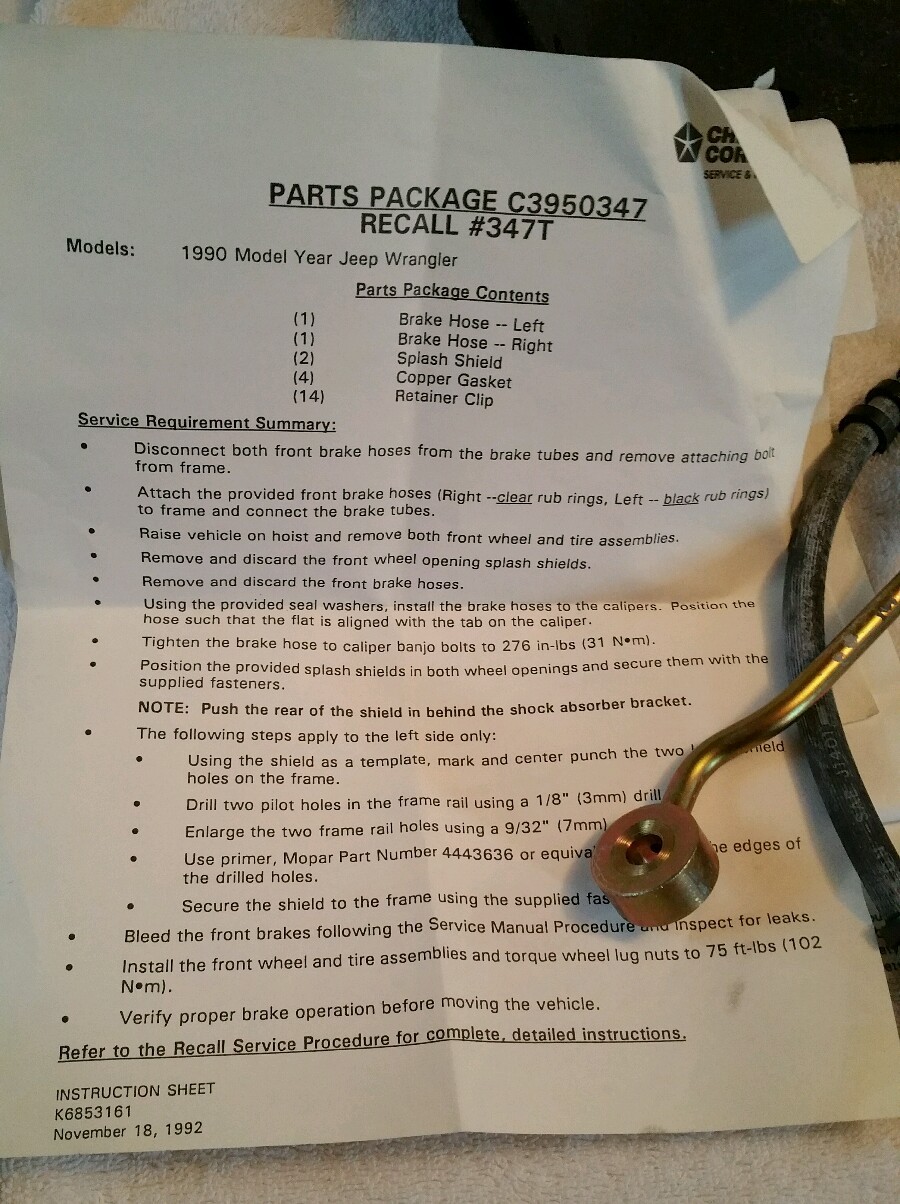 CH
COR
SERVICE &
PARTS PACKAGE C3950347
RECALL #347T
Models: 1990 Model Year Jeep Wrangler
Parts Package Contents
(1) Brake Hose -- Left
(1) Brake Hose -- Right
(2) Splash Shield
(4) Copper Gasket
(14) Retainer Clip
Service Requirement Summary:
• Disconnect both front brake hoses from the brake tubes and remove attaching bolt
from frame.
• Attach the provided front brake hoses (Right --clear rub rings, Left -- black rub rings)
to frame and connect the brake tubes.
• Raise vehicle on hoist and remove both front wheel and tire assemblies.
• Remove and discard the front wheel opening splash shields.
• Remove and discard the front brake hoses.
• Using the provided seal washers, install the brake hoses to the calipers. Position the
hose such that the flat is aligned with the tab on the caliper.
• Tighten the brake hose to caliper banjo bolts to 276 in-lbs (31 N•m).
• Position the provided splash shields in both wheel openings and secure them with the
supplied fasteners.
NOTE: Push the rear of the shield in behind the shock absorber bracket.
• The following steps apply to the left side only:
• Using the shield as a template, mark and center punch the two
holes on the frame.
• Drill two pilot holes in the frame rail using a 1/8" (3mm) drill
• Enlarge the two frame rail holes using a 9/32" (7mm)
• Use primer, Mopar Part Number 4443636 or equiva edges of
the drilled holes.
• Secure the shield to the frame using the supplied fas
• Bleed the front brakes following the Service Manual Procedure and inspect for leaks.
• Install the front wheel and tire assemblies and torque wheel lug nuts to 75 ft-lbs (102
N•m).
• Verify proper brake operation before moving the vehicle.
Refer to the Recall Service Procedure for complete, detailed instructions.
INSTRUCTION SHEET
K6853161
November 18, 1992
SAE J1401